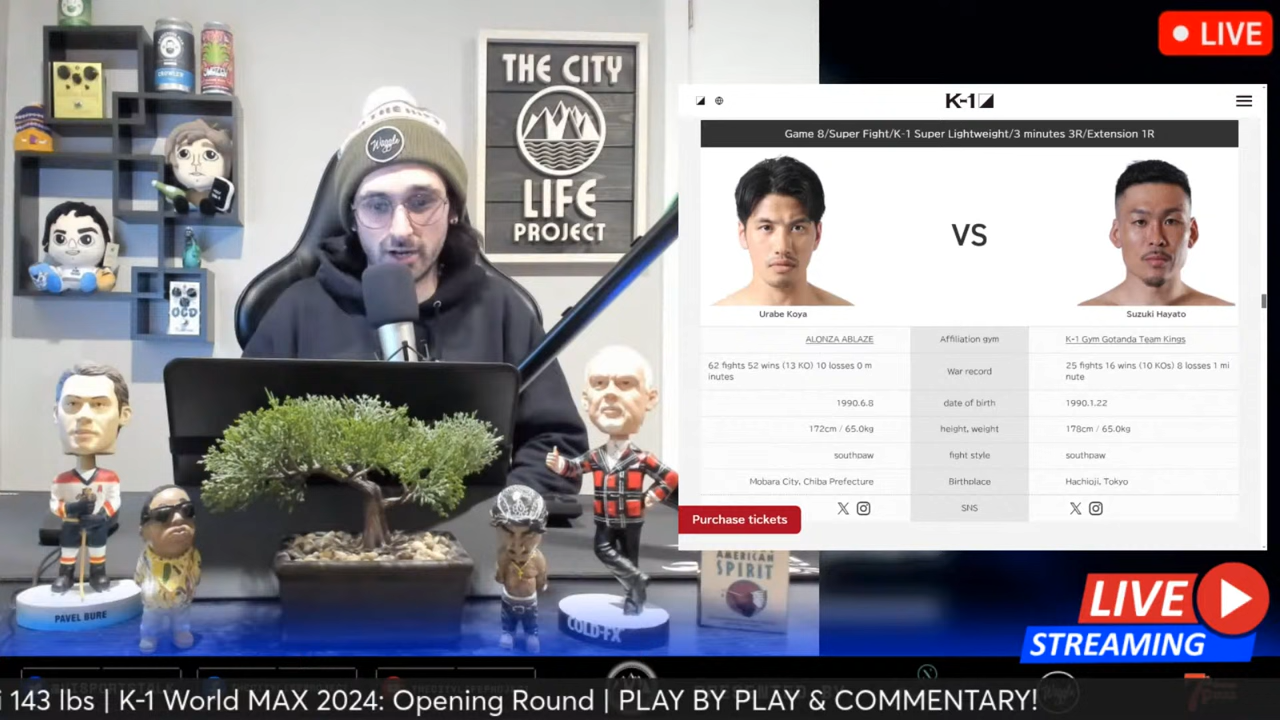 LIVE
THE CITY
LIFE
PROJECT
Waggle
OCD
K-1
Game 8/Super Fight/K-1 Super Lightweight/3 minutes 3R/Extension 1R
VS
Urabe Koya
Suzuki Hayato
ALONZA ABLAZE
Affiliation gym
K-1 Gym Gotanda Team Kings
62 fights 52 wins (13 KO) 10 losses 0 m
inutes
War record
25 fights 16 wins (10 KOs) 8 losses 1 mi
nute
1990.6.8
date of birth
1990.1.22
172cm / 65.0kg
height, weight
178cm / 65.0kg
southpaw
fight style
southpaw
Mobara City, Chiba Prefecture
Birthplace
Hachioji, Tokyo
SNS
Purchase tickets
AMERICAN
SPIRIT
PAVEL BURE
COLD-FX
LIVE
STREAMING
i 143 lbs | K-1 World MAX 2024: Opening Round | PLAY BY PLAY & COMMENTARY!